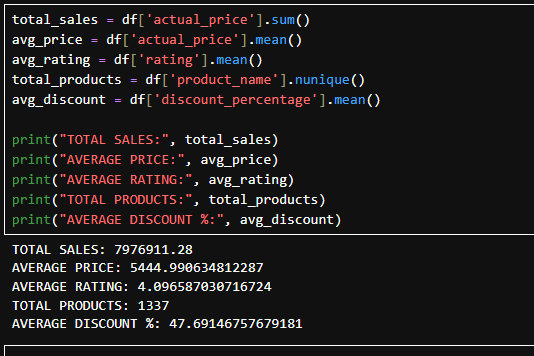 total_sales = df['actual_price'].sum()
avg_price = df['actual_price'].mean()
avg_rating = df['rating'].mean()
total_products = df['product_name'].nunique()
avg_discount = df['discount_percentage'].mean()
print("TOTAL SALES:", total_sales)
print("AVERAGE PRICE:", avg_price)
print("AVERAGE RATING:", avg_rating)
print("TOTAL PRODUCTS:", total_products)
print("AVERAGE DISCOUNT %:", avg_discount)
TOTAL SALES: 7976911.28
AVERAGE PRICE: 5444.990634812287
AVERAGE RATING: 4.096587030716724
TOTAL PRODUCTS: 1337
AVERAGE DISCOUNT %: 47.69146757679181